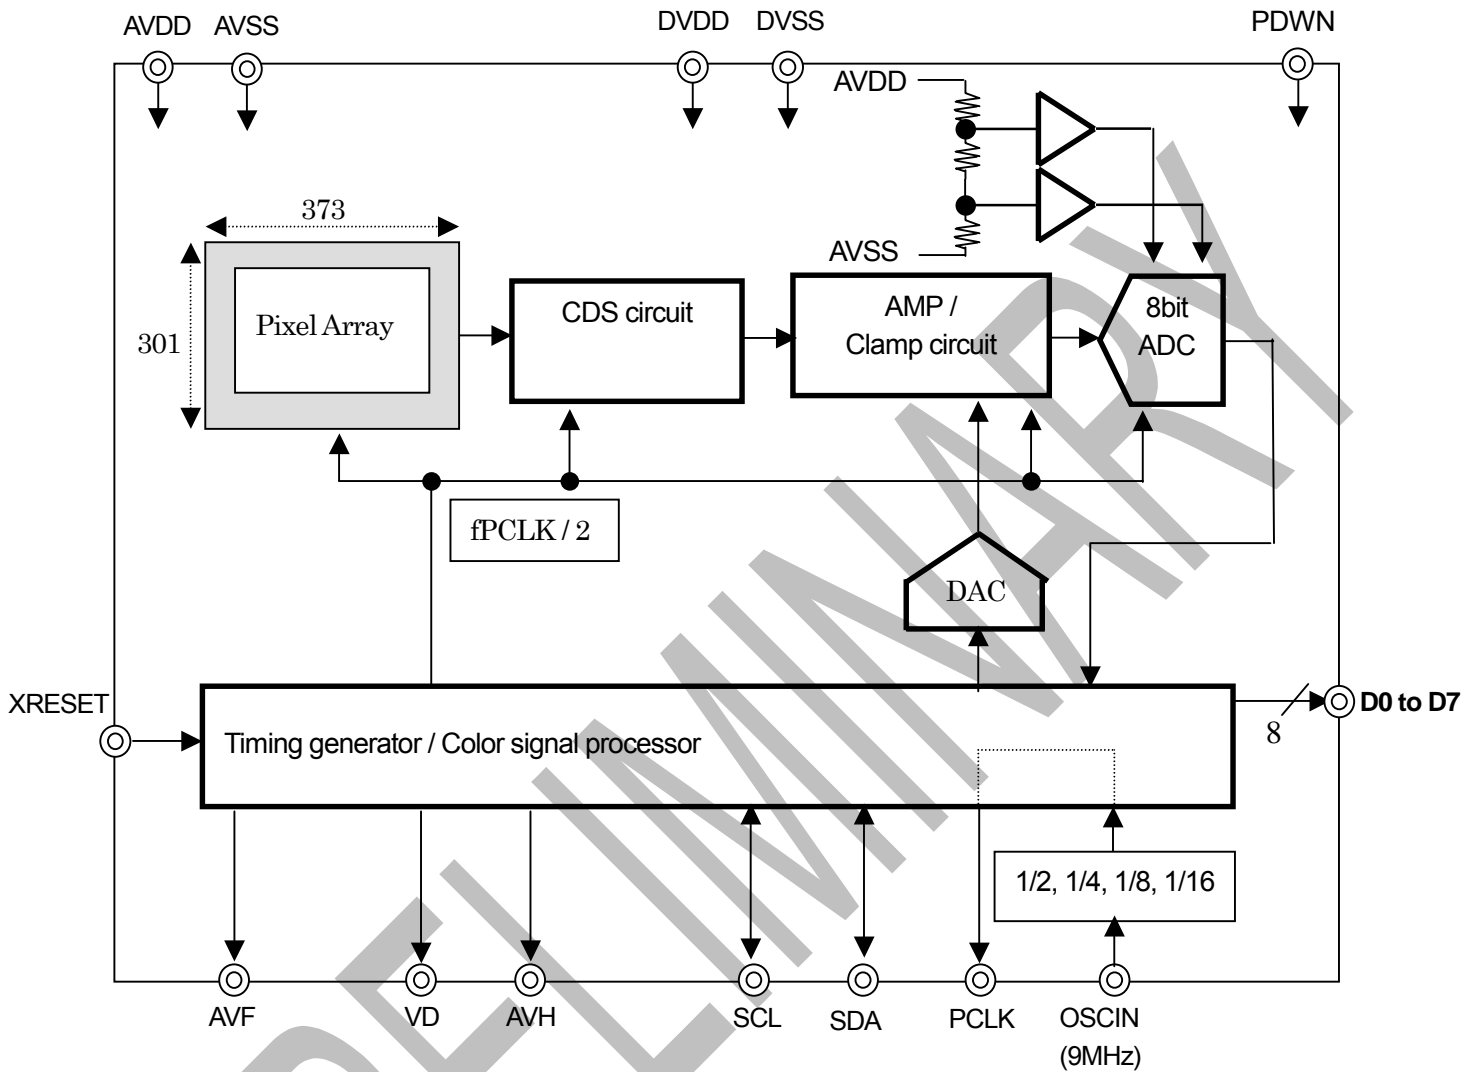 AVDD AVSS DVDD DVSS PDWN
AVDD
AVSS
373
301
Pixel Array
CDS circuit
AMP /
Clamp circuit
8bit
ADC
fPCLK / 2
DAC
XRESET
Timing generator / Color signal processor
D0 to D7
8
1/2, 1/4, 1/8, 1/16
AVF VD AVH SCL SDA PCLK OSCIN
(9MHz)
PRELIMINARY